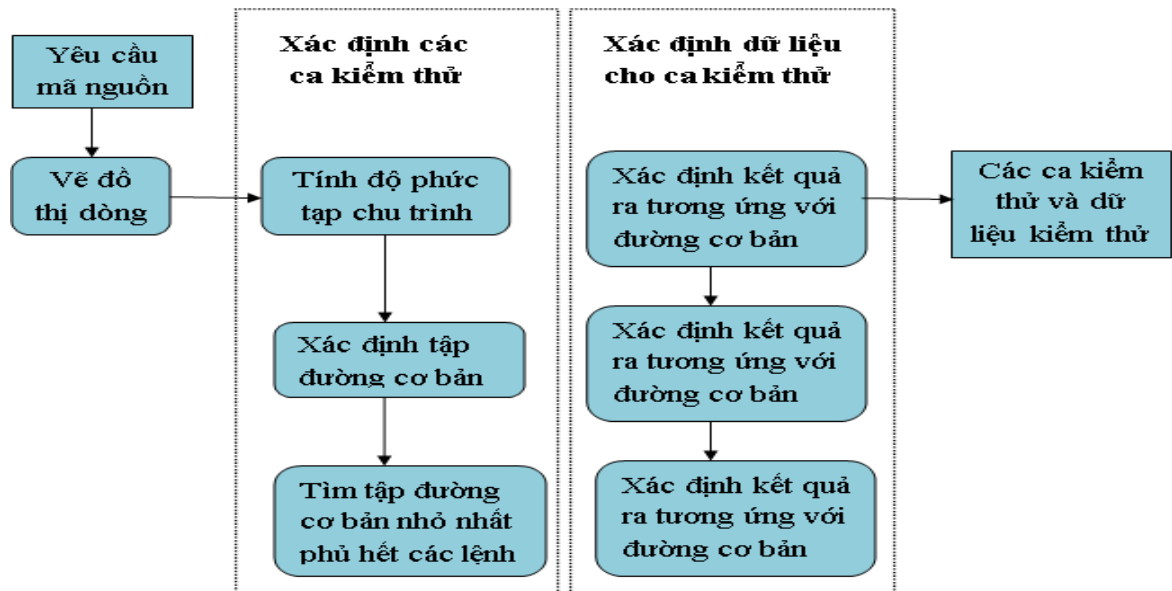 Yêu cầu
mã nguồn
Vẽ đồ
thị dòng
Xác định các
ca kiểm thử
Tính độ phức
tạp chu trình
Xác định tập
đường cơ bản
Tìm tập đường
cơ bản nhỏ nhất
phủ hết các lệnh
Xác định dữ liệu
cho ca kiểm thử
Xác định kết quả
ra tương ứng với
đường cơ bản
Xác định kết quả
ra tương ứng với
đường cơ bản
Xác định kết quả
ra tương ứng với
đường cơ bản
Các ca kiểm
thử và dữ
liệu kiểm thử